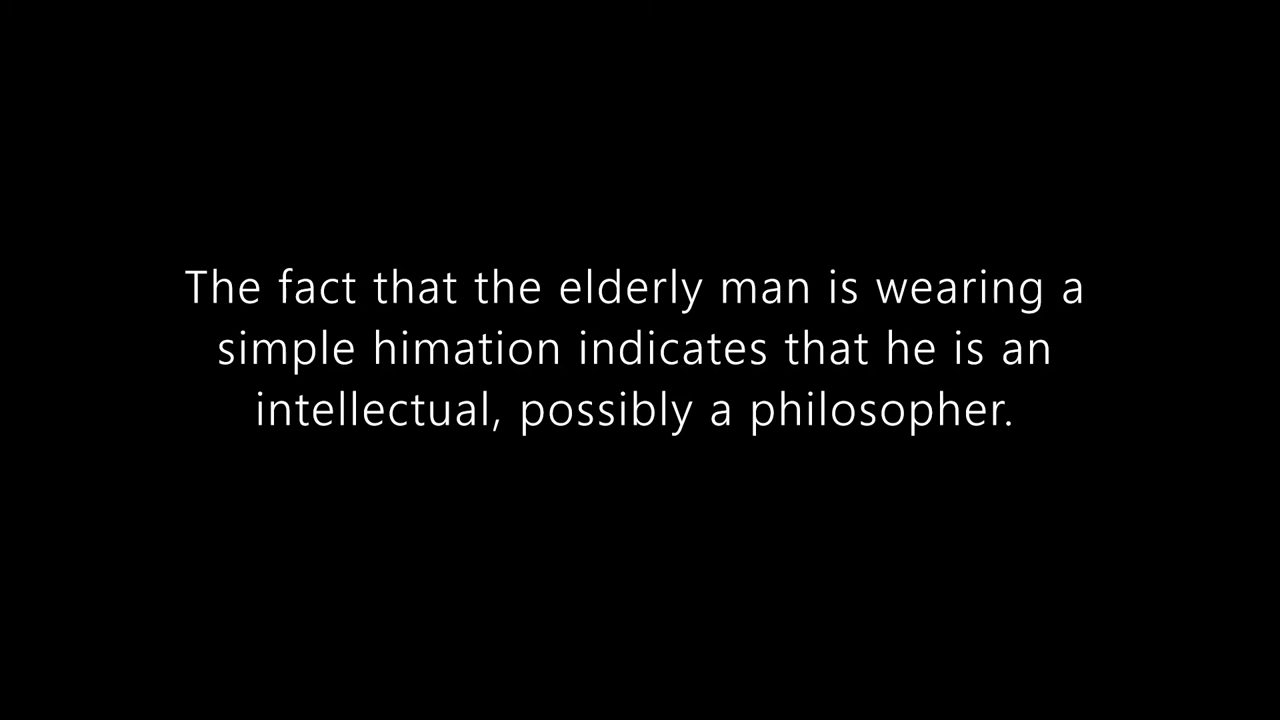 The fact that the elderly man is wearing a
simple himation indicates that he is an
intellectual, possibly a philosopher.